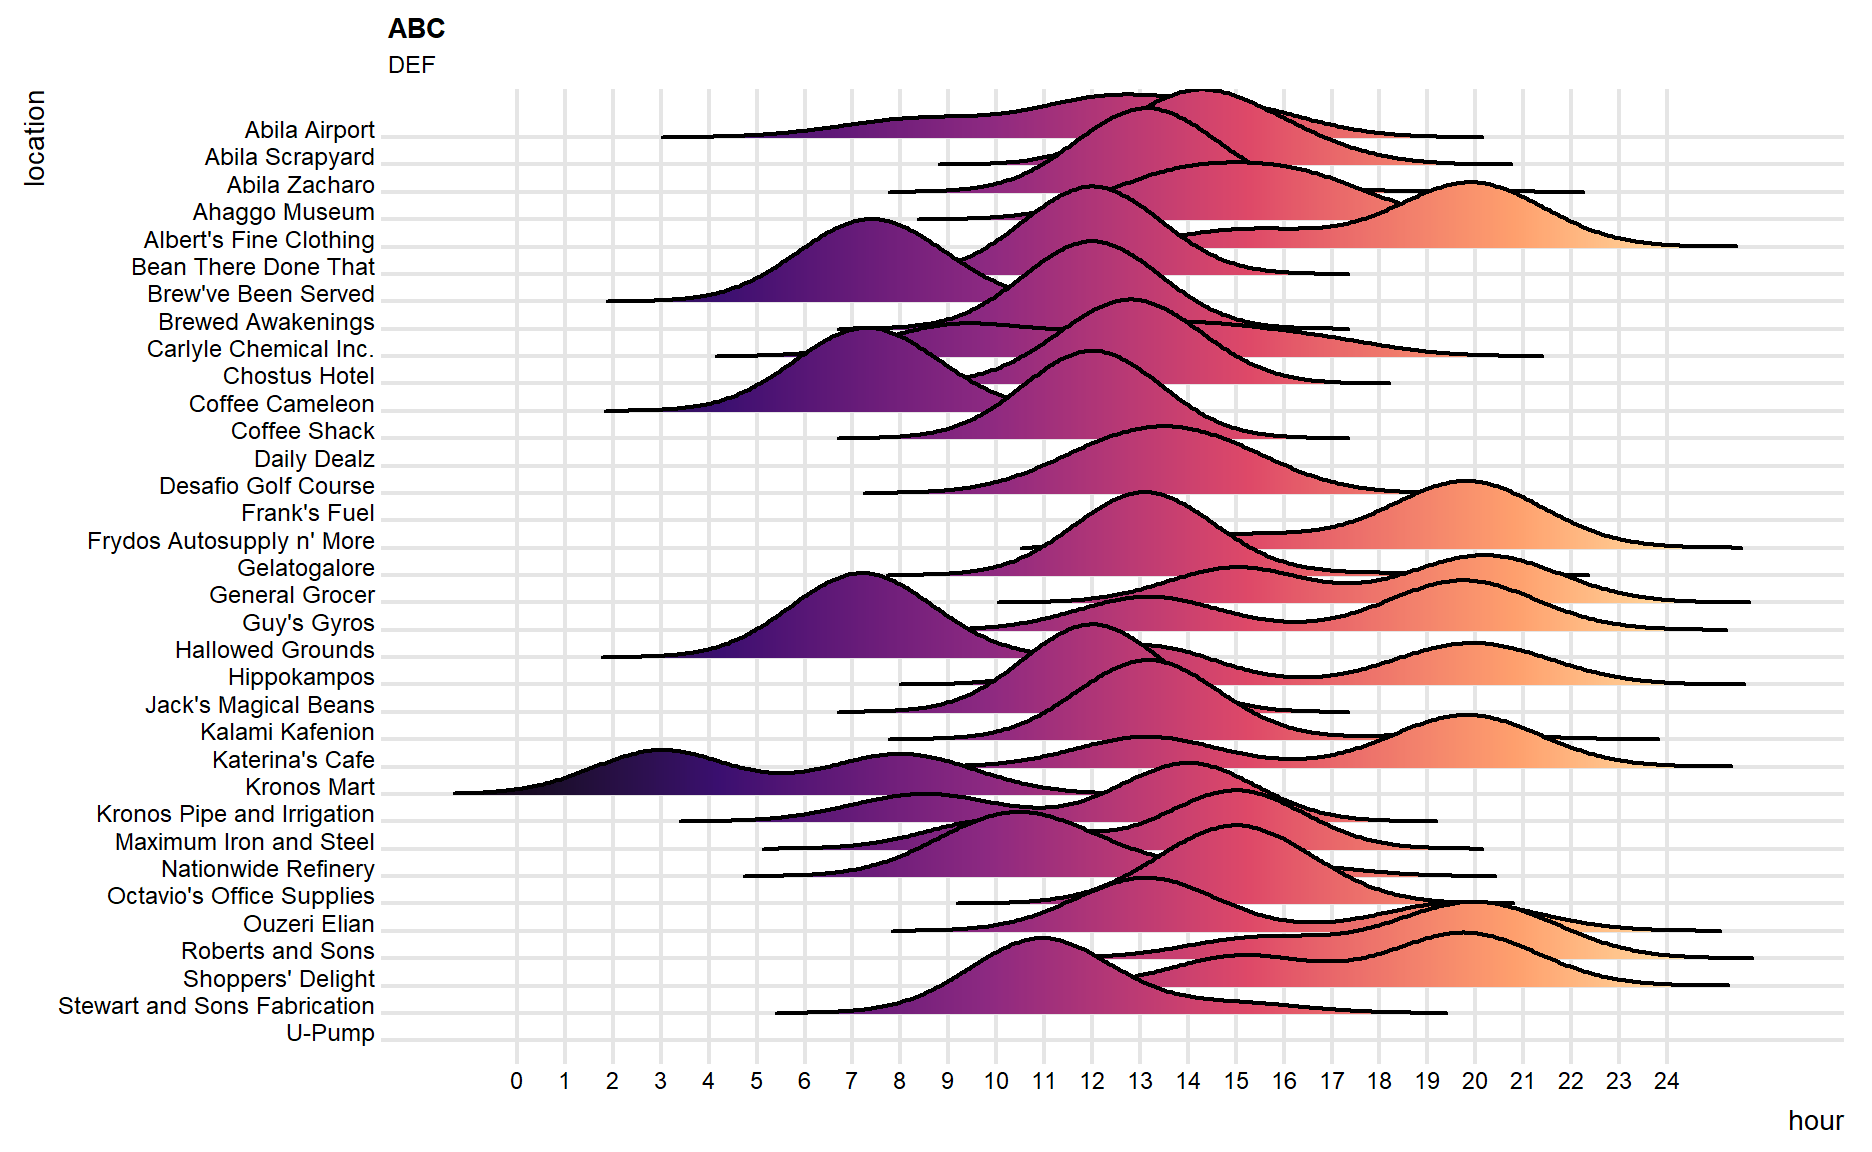 ABC
DEF
location
Abila Airport
Abila Scrapyard
Abila Zacharo
Ahaggo Museum
Albert's Fine Clothing
Bean There Done That
Brew've Been Served
Brewed Awakenings
Carlyle Chemical Inc.
Chostus Hotel
Coffee Cameleon
Coffee Shack
Daily Dealz
Desafio Golf Course
Frank's Fuel
Frydos Autosupply n' More
Gelatogalore
General Grocer
Guy's Gyros
Hallowed Grounds
Hippokampos
Jack's Magical Beans
Kalami Kafenion
Katerina's Cafe
Kronos Mart
Kronos Pipe and Irrigation
Maximum Iron and Steel
Nationwide Refinery
Octavio's Office Supplies
Ouzeri Elian
Roberts and Sons
Shoppers' Delight
Stewart and Sons Fabrication
U-Pump
0 1 2 3 4 5 6 7 8 9 10 11 12 13 14 15 16 17 18 19 20 21 22 23 24
hour